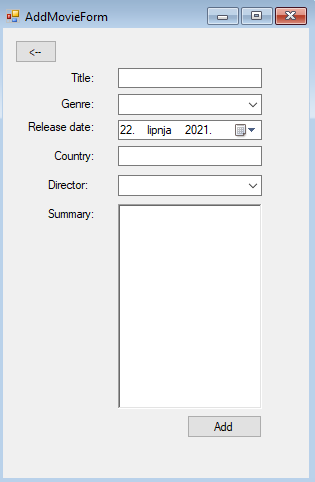 AddMovieForm
<--
Title:
Genre:
Release date: 22. lipnja 2021.
Country:
Director:
Summary:
Add